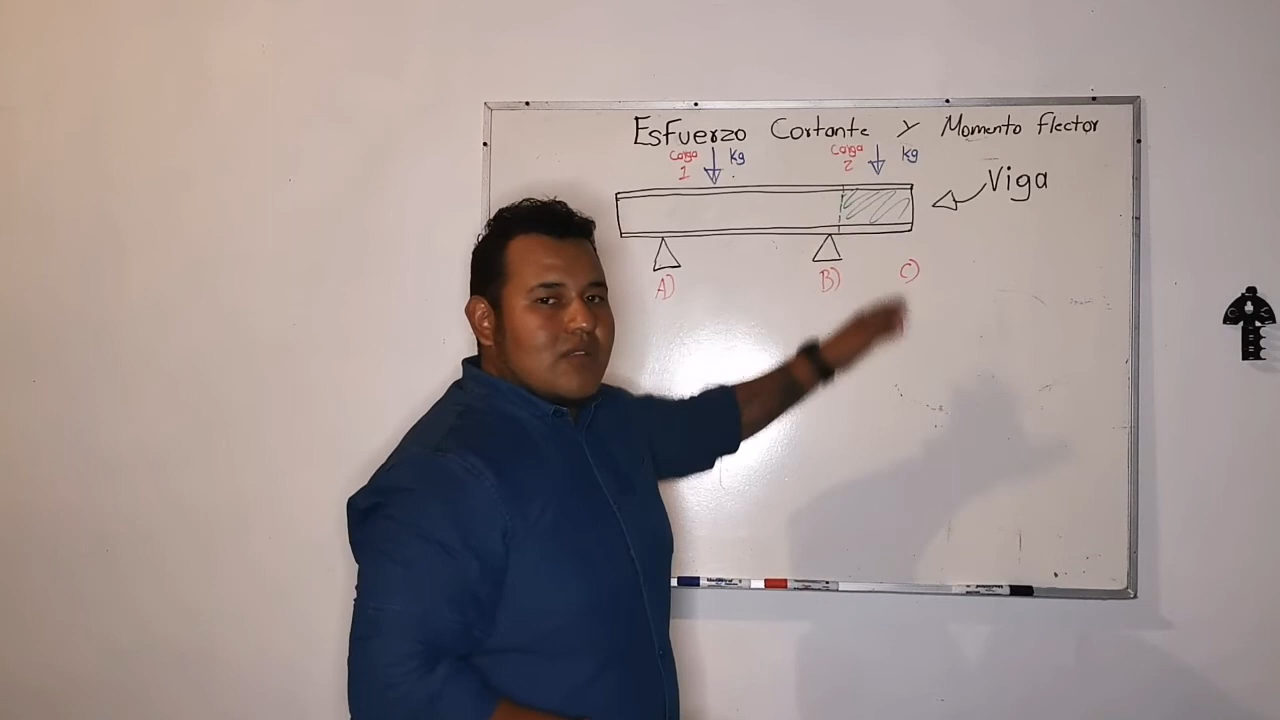 Esfuerzo Cortante y Momento flector
Carga 1 kg
Carga 2 kg
Viga
A) B) C)